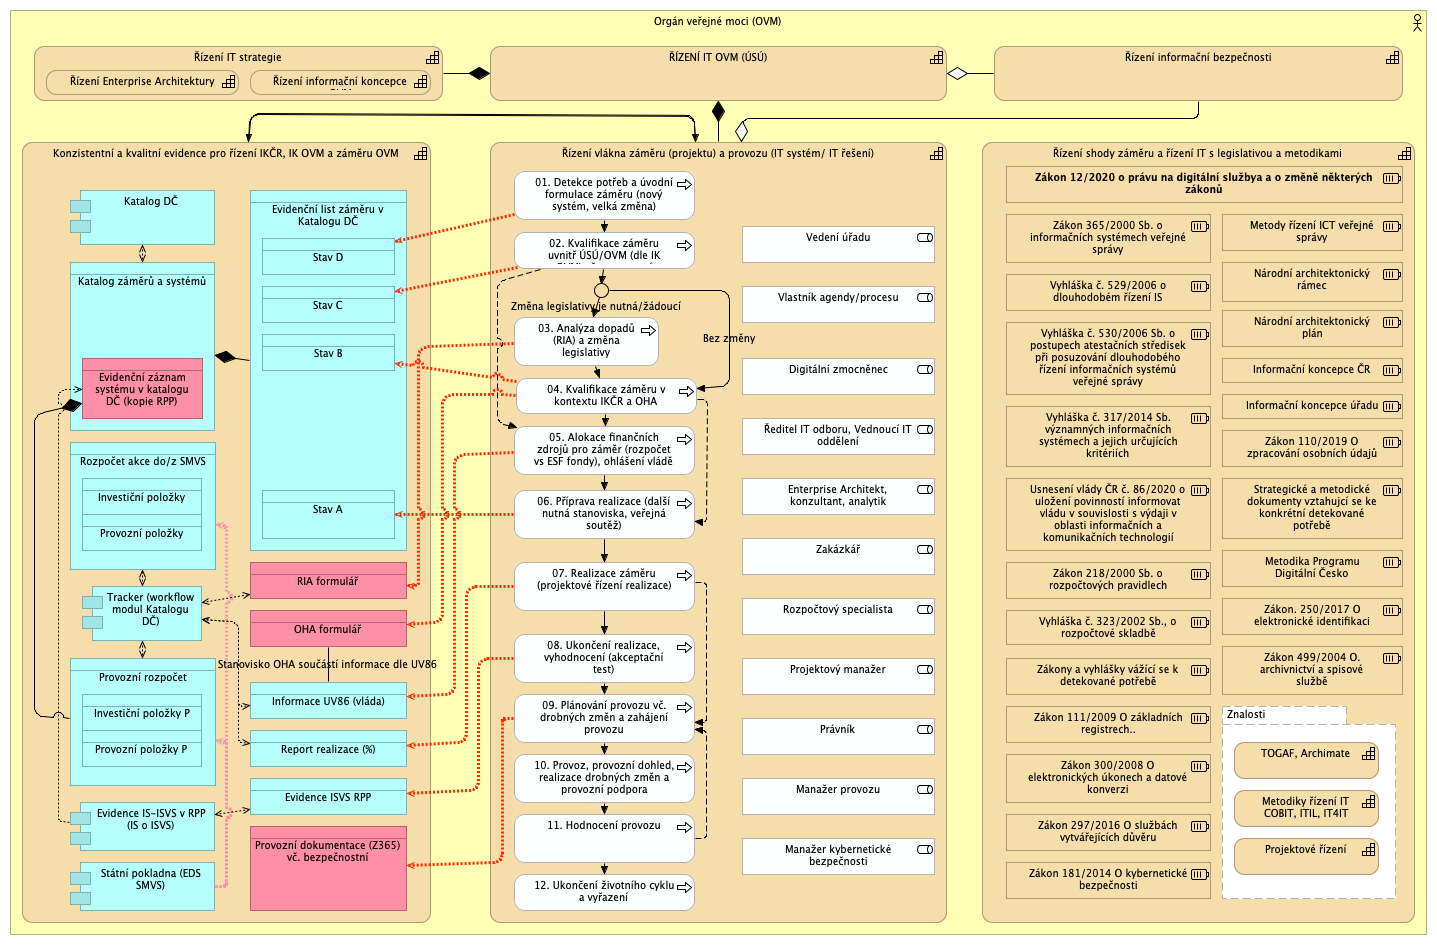 Orgán veřejné moci (OVM)
Řízení IT strategie
Řízení Enterprise Architektury
Řízení informační koncepce
ŘÍZENÍ IT OVM (ÚSÚ)
Řízení informační bezpečnosti
Konzistentní a kvalitní evidence pro řízení IKČR, IK OVM a záměru OVM
Katalog DČ
Katalog záměrů a systémů
Evidenční záznam
systému v katalogu
DČ (kopie RPP)
Rozpočet akce do/z SMVS
Investiční položky
Provozní položky
Tracker (workflow
modul Katalogu
DČ)
Provozní rozpočet
Investiční položky P
Provozní položky P
Evidence IS-ISVS v RPP
(IS o ISVS)
Státní pokladna (EDS
SMVS)
Evidenční list záměru v
Katalogu DČ
Stav D
Stav C
Stav B
Stav A
RIA formulář
OHA formulář
Stanovisko OHA součástí informace dle UV86
Informace UV86 (vláda)
Report realizace (%)
Evidence ISVS RPP
Provozní dokumentace (Z365)
vč. bezpečnostní
Řízení vlákna záměru (projektu) a provozu (IT systém/ IT řešení)
01. Detekce potřeb a úvodní
formulace záměru (nový
systém, velká změna)
02. Kvalifikace záměru
uvnitř ÚSÚ/OVM (dle IK
Změna legislativy je nutná/žádoucí
Bez změny
03. Analýza dopadů
(RIA) a změna
legislativy
04. Kvalifikace záměru v
kontextu IKČR a OHA
05. Alokace finančních
zdrojů pro záměr (rozpočet
vs ESF fondy), ohlášení vládě
06. Příprava realizace (další
nutná stanoviska, veřejná
soutěž)
07. Realizace záměru
(projektové řízení realizace)
08. Ukončení realizace,
vyhodnocení (akceptační
test)
09. Plánování provozu vč.
drobných změn a zahájení
provozu
10. Provoz, provozní dohled,
realizace drobných změn a
provozní podpora
11. Hodnocení provozu
12. Ukončení životního cyklu
a vyřazení
Vedení úřadu
Vlastník agendy/procesu
Digitální zmocněnec
Ředitel IT odboru, Vednoucí IT
oddělení
Enterprise Architekt,
konzultant, analytik
Zakázkář
Rozpočtový specialista
Projektový manažer
Právník
Manažer provozu
Manažer kybernetické
bezpečnosti
Řízení shody záměru a řízení IT s legislativou a metodikami
Zákon 12/2020 o právu na digitální službya a o změně některých
zákonů
Zákon 365/2000 Sb. o
informačních systémech veřejné
správy
Vyhláška č. 529/2006 o
dlouhodobém řízení IS
Vyhláška č. 530/2006 Sb. o
postupech atestačních středisek
při posuzování dlouhodobého
řízení informačních systémů
veřejné správy
Vyhláška č. 317/2014 Sb.
významných informačních
systémech a jejich určujících
kritériích
Usnesení vlády ČR č. 86/2020 o
uložení povinností informovat
vládu v souvislosti s výdaji v
oblasti informačních a
komunikačních technologií
Zákon 218/2000 Sb. o
rozpočtových pravidlech
Vyhláška č. 323/2002 Sb., o
rozpočtové skladbě
Zákony a vyhlášky vážící se k
detekované potřebě
Zákon 111/2009 O základních
registrech..
Zákon 300/2008 O
elektronických úkonech a datové
konverzi
Zákon 297/2016 O službách
vytvářejících důvěru
Zákon 181/2014 O kybernetické
bezpečnosti
Metody řízení ICT veřejné
správy
Národní architektonický
rámec
Národní architektonický
plán
Informační koncepce ČR
Informační koncepce úřadu
Zákon 110/2019 O
zpracování osobních údajů
Strategické a metodické
dokumenty vztahující se ke
konkrétní detekované
potřebě
Metodika Programu
Digitální Česko
Zákon. 250/2017 O
elektronické identifikaci
Zákon 499/2004 O.
archivnictví a spisové
službě
Znalosti
TOGAF, Archimate
Metodiky řízení IT
COBIT, ITIL, IT4IT
Projektové řízení